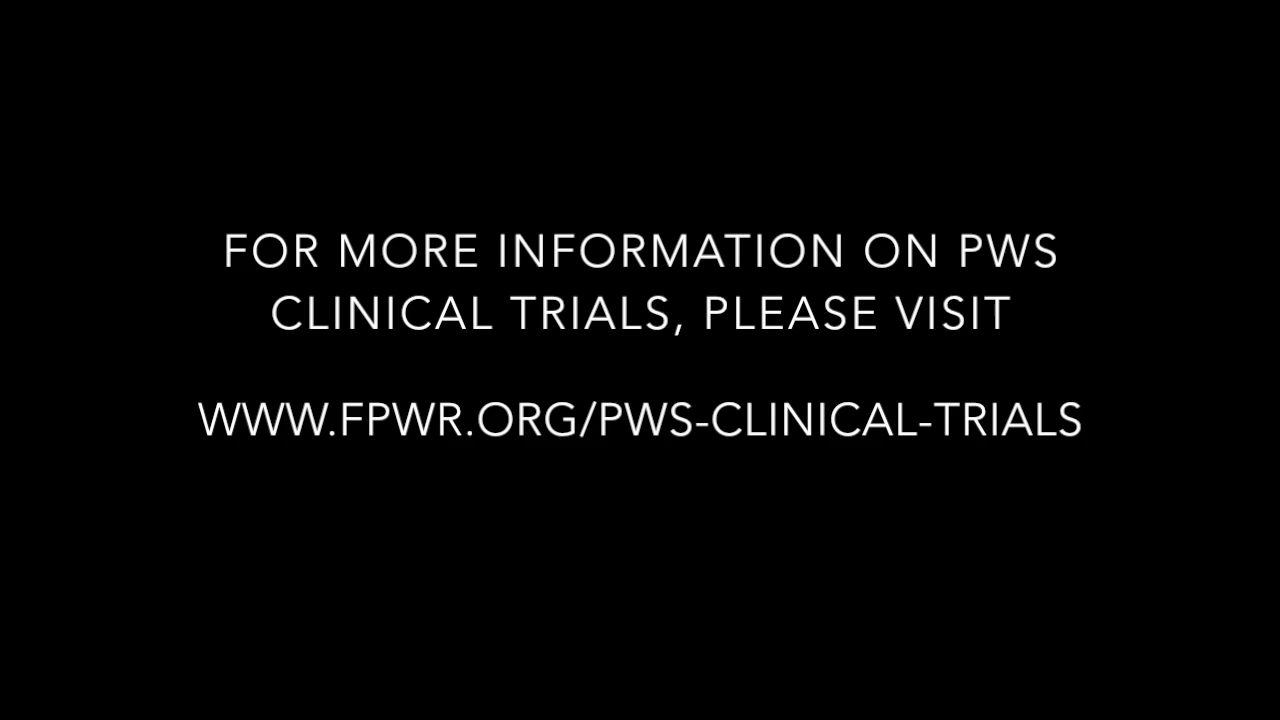 FOR MORE INFORMATION ON PWS
CLINICAL TRIALS, PLEASE VISIT
WWW.FPWR.ORG/PWS-CLINICAL-TRIALS